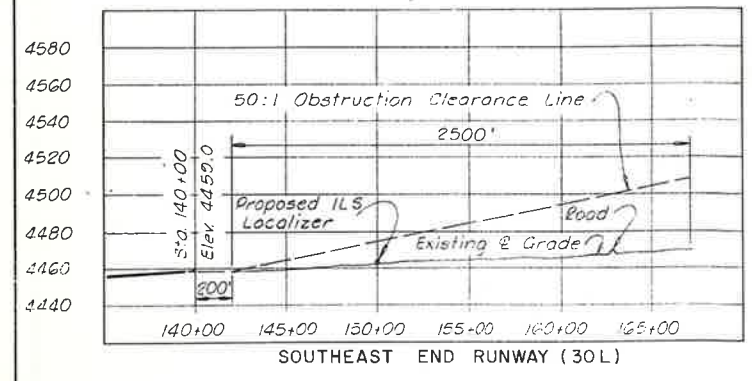 4580
4560
4540
4520
4500
4480
4460
4440
50:1 Obstruction Clearance Line
2500'
Sta. 140+00
Elev. 4459.0
Proposed ILS
Localizer
Road
Existing ℄ Grade
200'
140+00 145+00 150+00 155+00 160+00 165+00
SOUTHEAST END RUNWAY (30L)